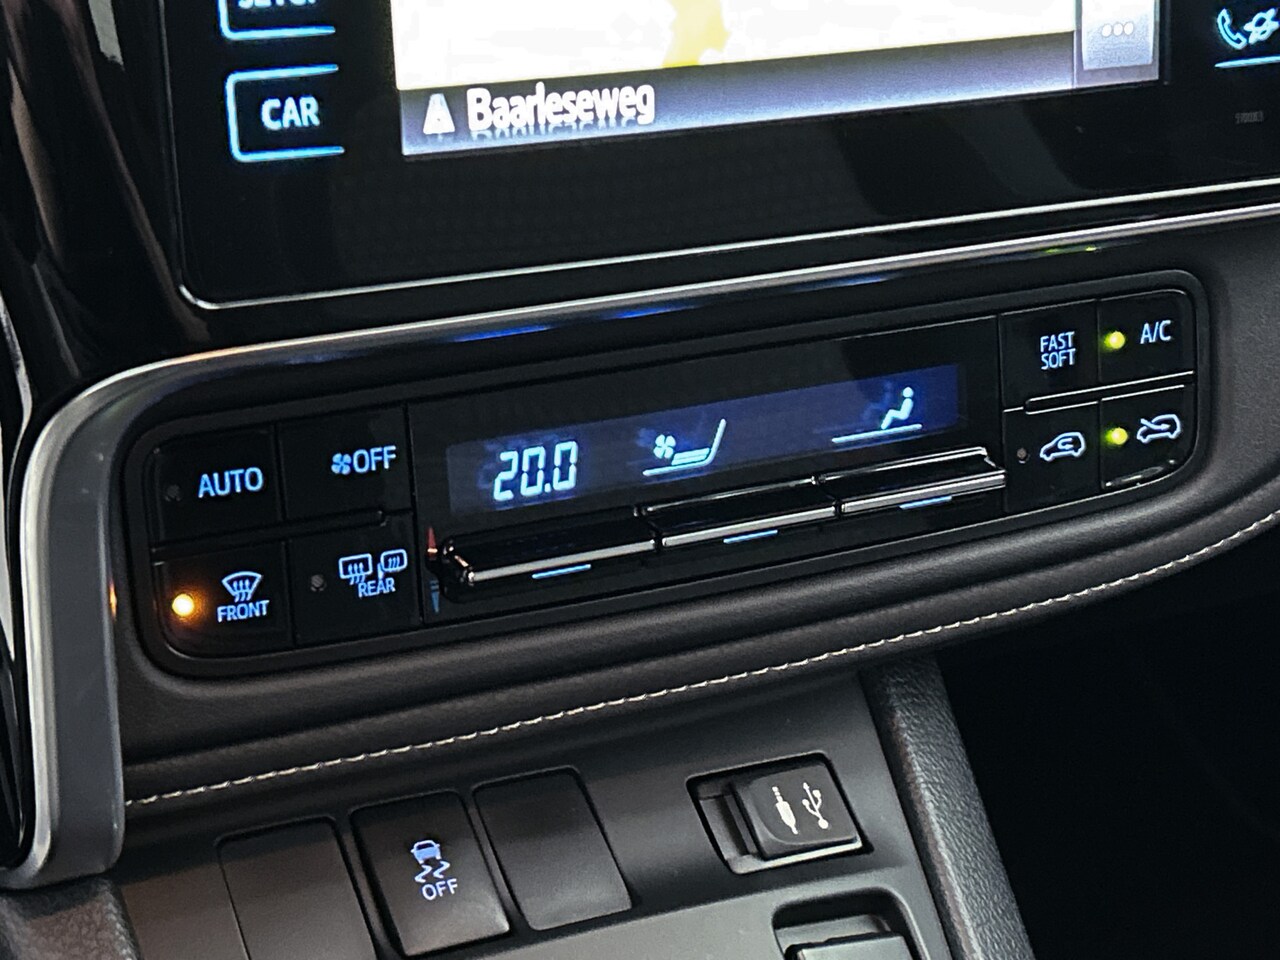 CAR
Baarleseweg
FAST
SOFT
A/C
AUTO
OFF
20.0
FRONT
REAR
OFF